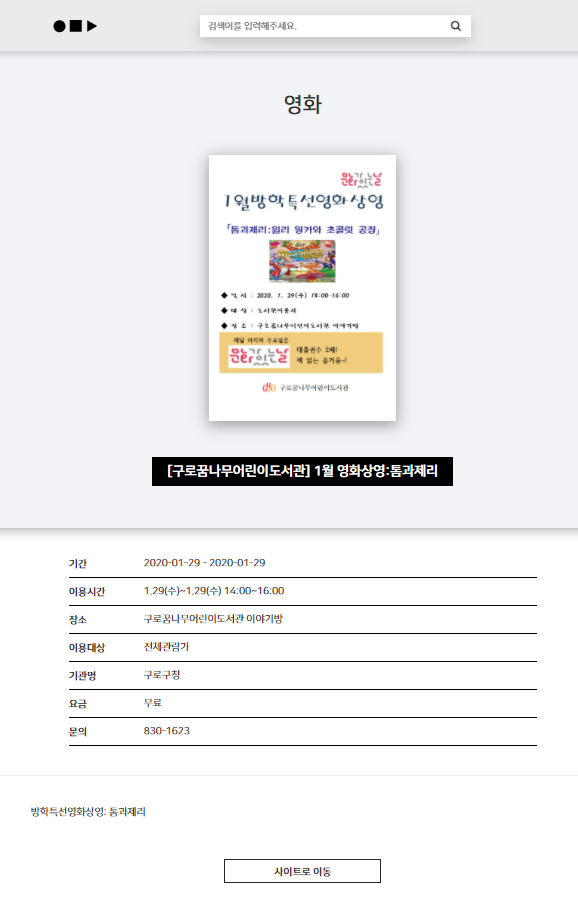 검색어를 입력해주세요.
영화
문화가있는날
1월방학특선영화상영
「톰과제리:윌리 웡카와 초콜릿 공장」
◆ 일 시 : 2020. 1. 29(수) 14:00-16:00
◆ 대 상 : 도서관이용자
◆ 장 소 : 구로꿈나무어린이도서관 이야기방
매달 마지막 수요일은
문화가있는날
대출권수 2배!
책 읽는 즐거움~!
구로꿈나무어린이도서관
[구로꿈나무어린이도서관] 1월 영화상영:톰과제리
기간 2020-01-29 - 2020-01-29
이용시간 1.29(수)~1.29(수) 14:00~16:00
장소 구로꿈나무어린이도서관 이야기방
이용대상 전체관람가
기관명 구로구청
요금 무료
문의 830-1623
방학특선영화상영: 톰과제리
사이트로 이동